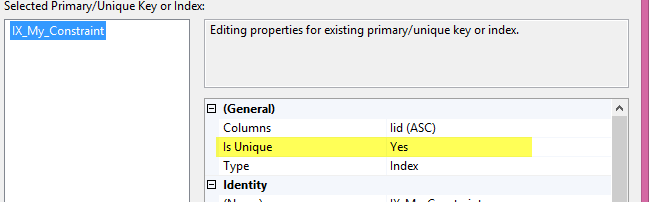 Selected Primary/Unique Key or Index:
IX_My_Constraint
Editing properties for existing primary/unique key or index.
(General)
Columns lid (ASC)
Is Unique Yes
Type Index
Identity